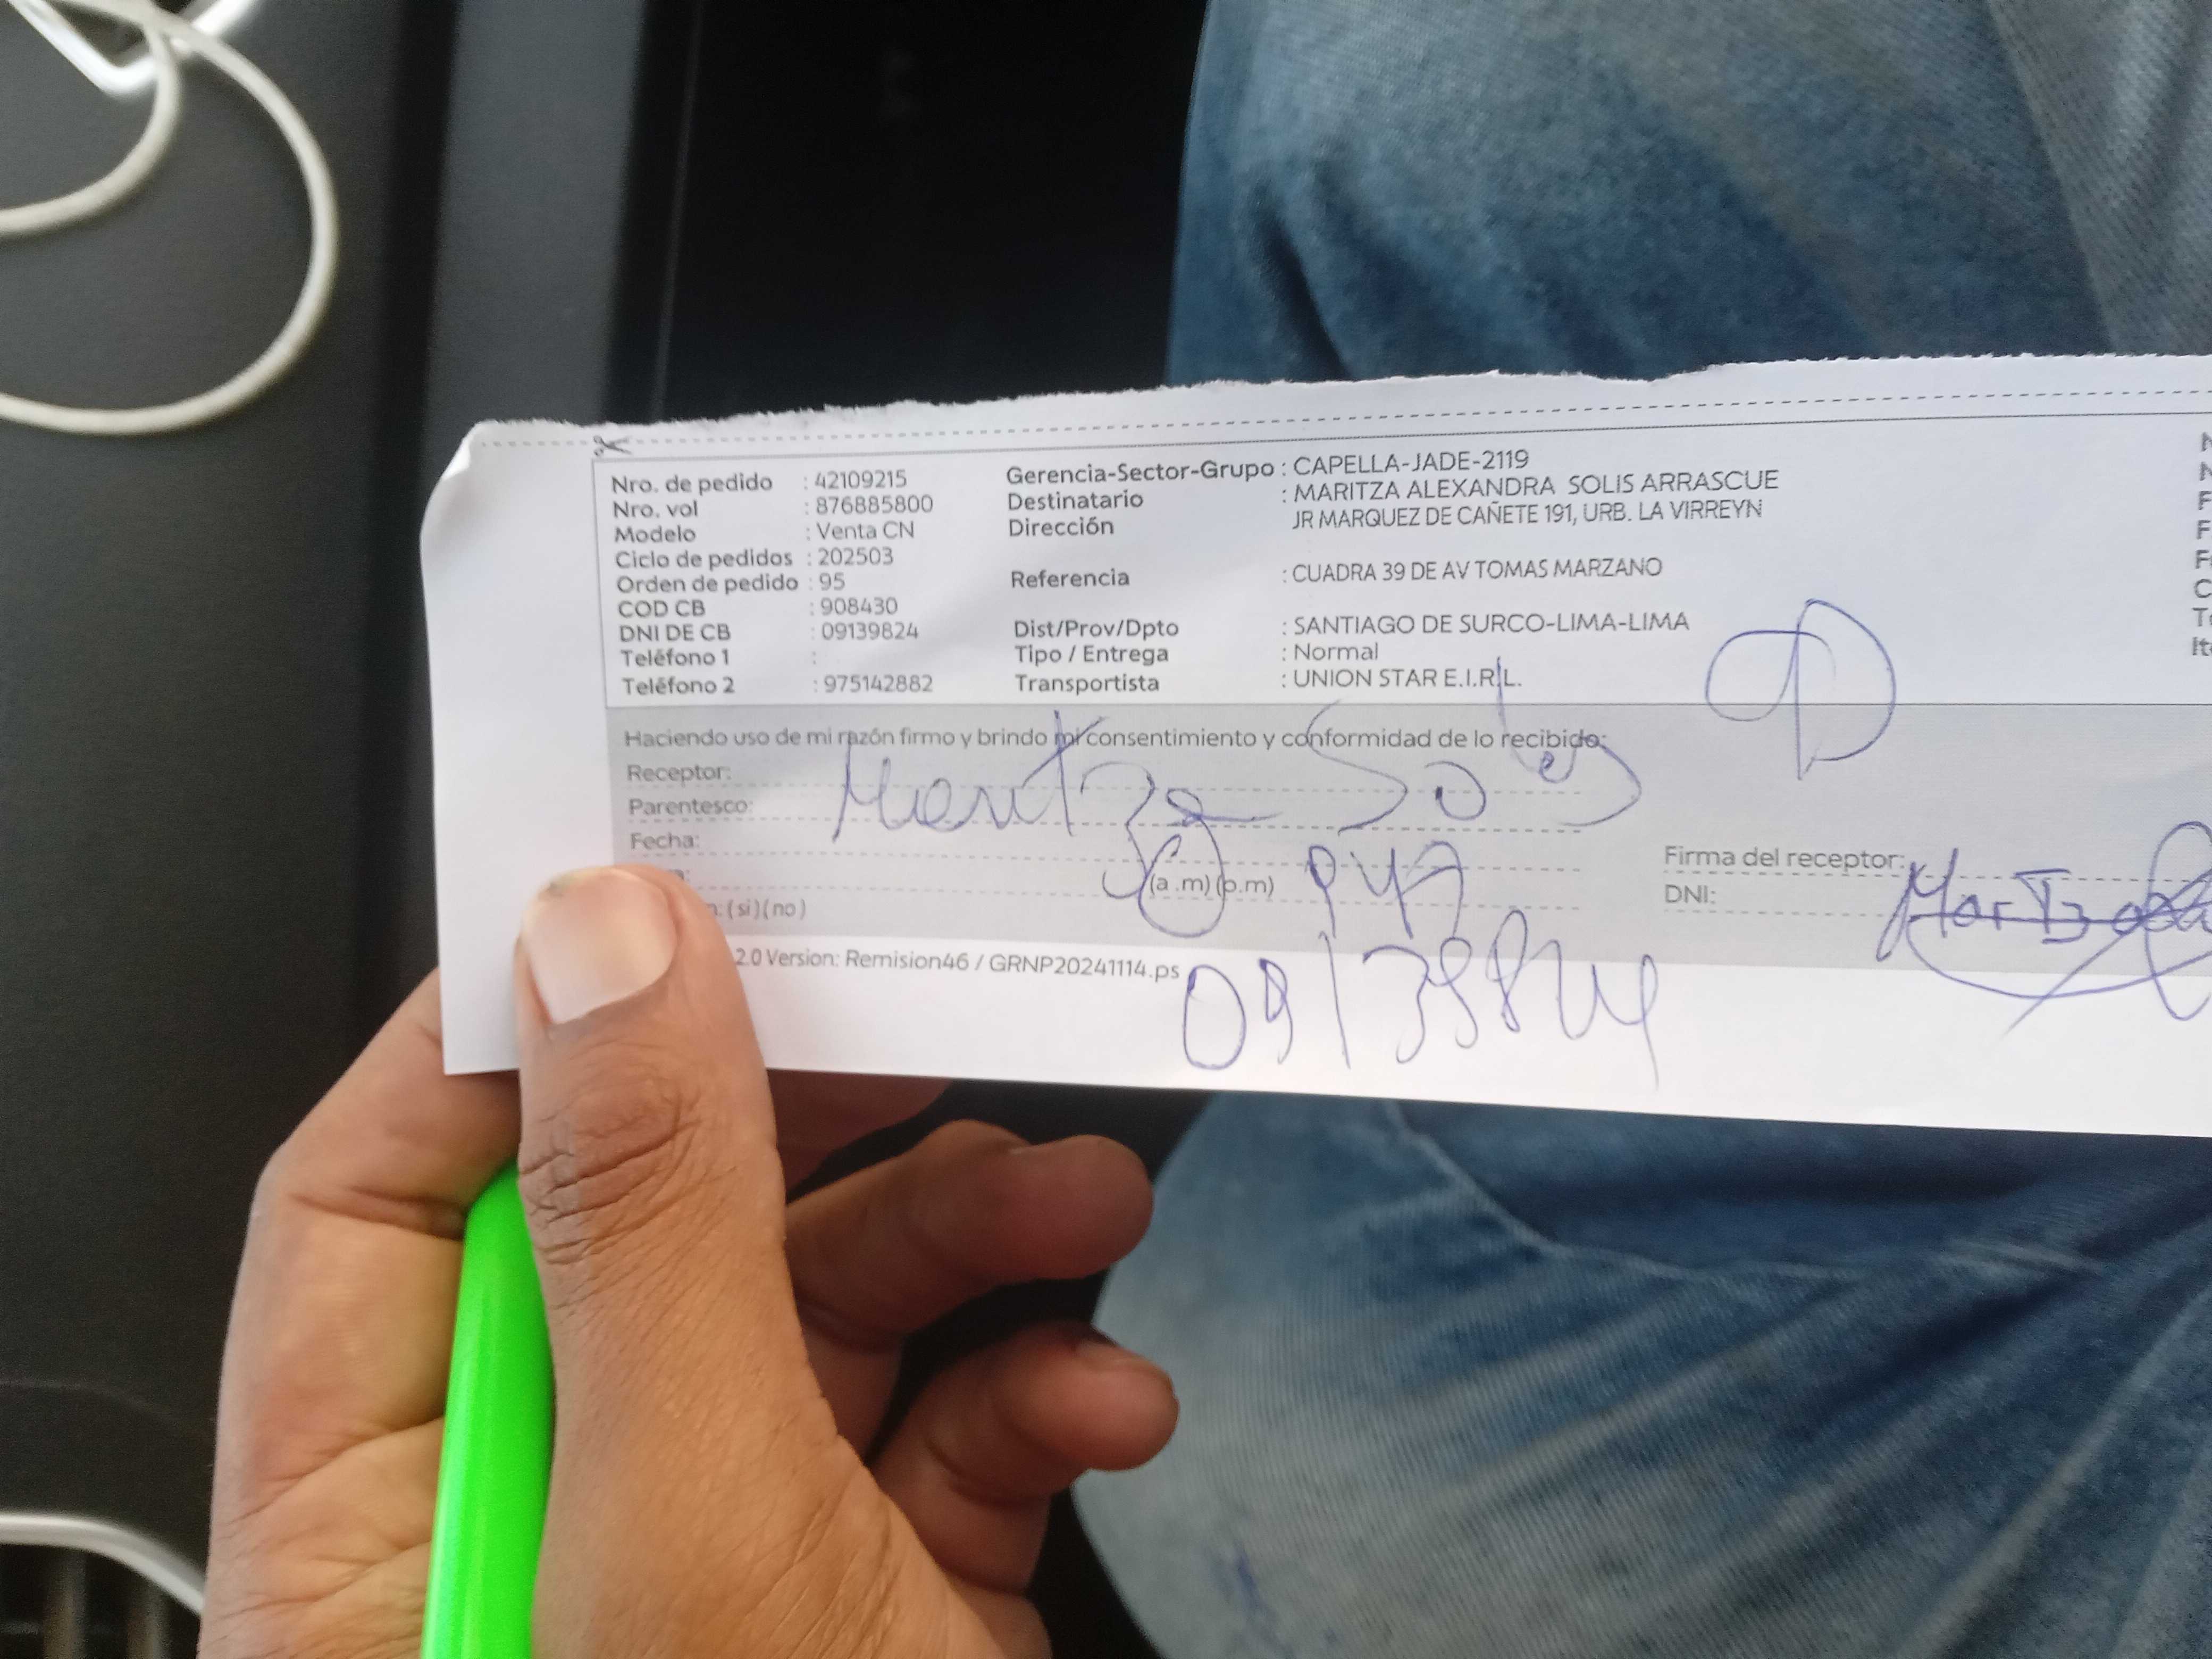 Nro. de pedido : 42109215
Nro. vol : 876885800
Modelo : Venta CN
Ciclo de pedidos : 202503
Orden de pedido : 95
COD CB : 908430
DNI DE CB : 09139824
Teléfono 1 :
Teléfono 2 : 975142882
Gerencia-Sector-Grupo : CAPELLA-JADE-2119
Destinatario : MARITZA ALEXANDRA SOLIS ARRASCUE
Dirección JR MARQUEZ DE CAÑETE 191, URB. LA VIRREYN
Referencia : CUADRA 39 DE AV TOMAS MARZANO
Dist/Prov/Dpto : SANTIAGO DE SURCO-LIMA-LIMA
Tipo / Entrega : Normal
Transportista : UNION STAR E.I.R.L.
Haciendo uso de mi razón firmo y brindo mi consentimiento y conformidad de lo recibido:
Receptor: Maritza Solis
Parentesco:
Fecha:
(a.m) (p.m)
(si) (no)
Firma del receptor:
DNI:
2.0 Version: Remision46 / GRNP20241114.ps
09139824